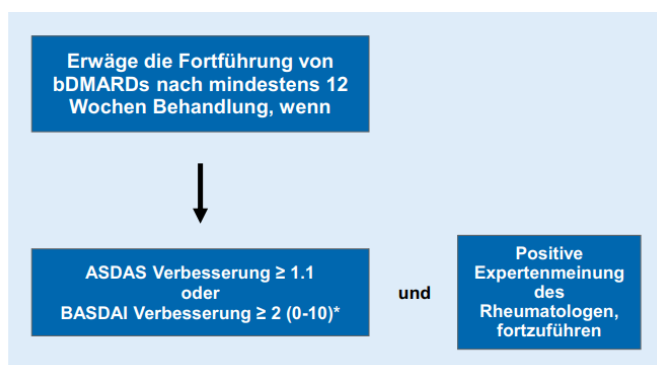 Erwäge die Fortführung von
bDMARDs nach mindestens 12
Wochen Behandlung, wenn
ASDAS Verbesserung ≥ 1.1
oder
BASDAI Verbesserung ≥ 2 (0-10)*
und
Positive
Expertenmeinung
des
Rheumatologen,
fortzuführen